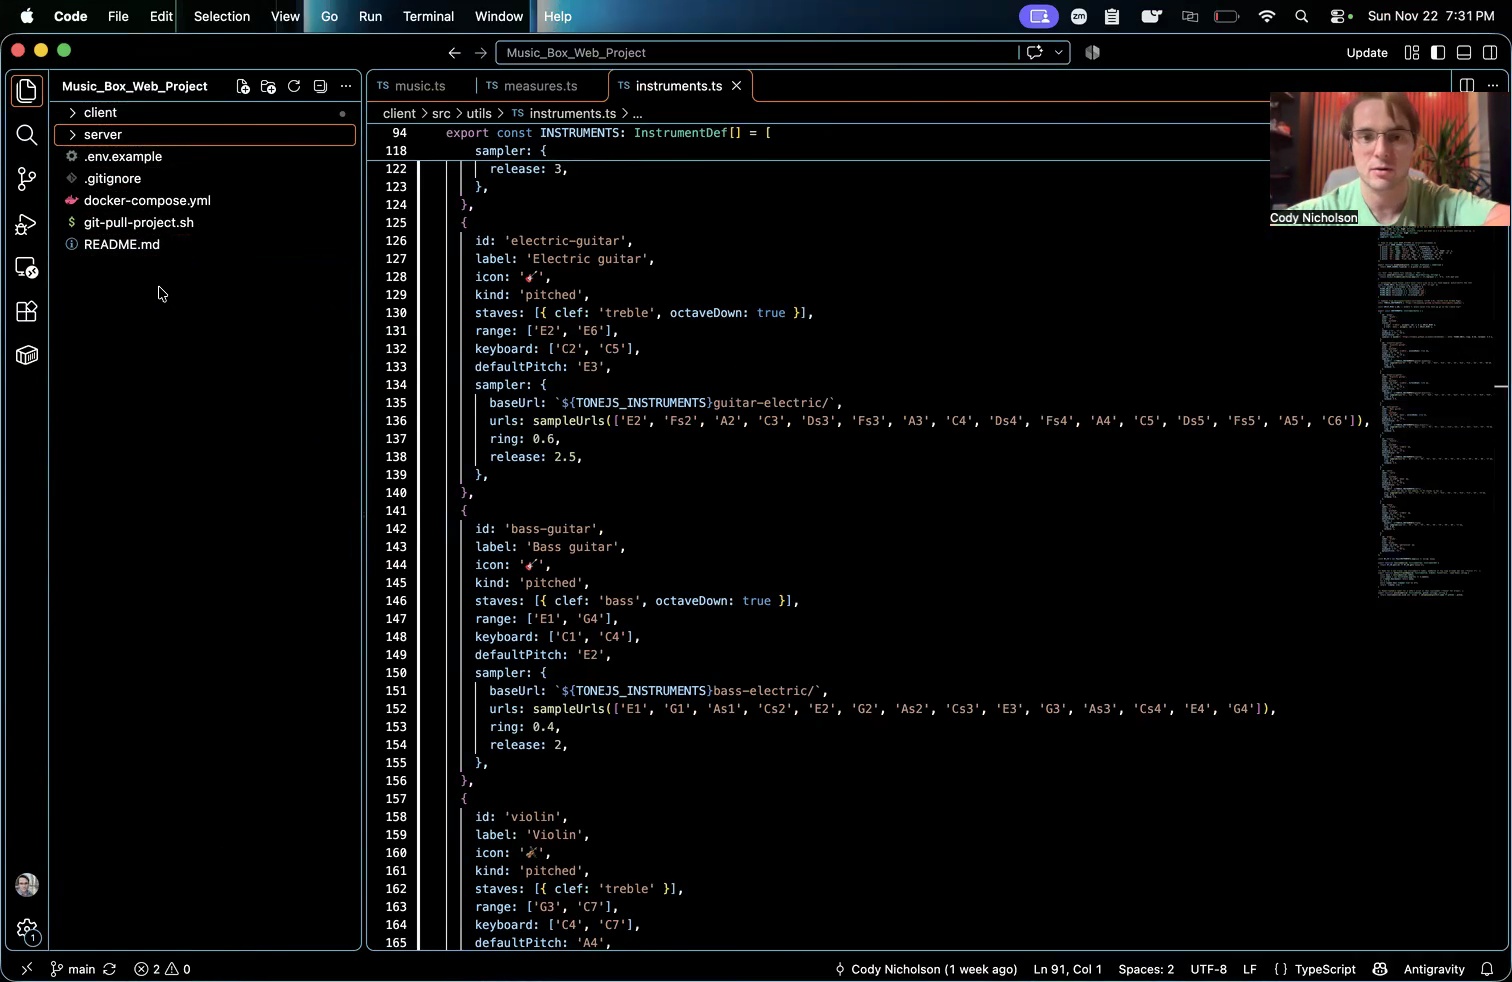 Code File Edit Selection View Go Run Terminal Window Help zm Sun Nov 22 7:31 PM
Music_Box_Web_Project Update
Music_Box_Web_Project
client
server
.env.example
.gitignore
docker-compose.yml
$ git-pull-project.sh
README.md
TS music.ts TS measures.ts TS instruments.ts
client > src > utils > TS instruments.ts > ...
94 export const INSTRUMENTS: InstrumentDef[] = [
118 sampler: {
122 release: 3,
123 },
124 },
125 {
126 id: 'electric-guitar',
127 label: 'Electric guitar',
128 icon: '🎸',
129 kind: 'pitched',
130 staves: [{ clef: 'treble', octaveDown: true }],
131 range: ['E2', 'E6'],
132 keyboard: ['C2', 'C5'],
133 defaultPitch: 'E3',
134 sampler: {
135 baseUrl: `${TONEJS_INSTRUMENTS}guitar-electric/`,
136 urls: sampleUrls(['E2', 'Fs2', 'A2', 'C3', 'Ds3', 'Fs3', 'A3', 'C4', 'Ds4', 'Fs4', 'A4', 'C5', 'Ds5', 'Fs5', 'A5', 'C6']),
137 ring: 0.6,
138 release: 2.5,
139 },
140 },
141 {
142 id: 'bass-guitar',
143 label: 'Bass guitar',
144 icon: '🎸',
145 kind: 'pitched',
146 staves: [{ clef: 'bass', octaveDown: true }],
147 range: ['E1', 'G4'],
148 keyboard: ['C1', 'C4'],
149 defaultPitch: 'E2',
150 sampler: {
151 baseUrl: `${TONEJS_INSTRUMENTS}bass-electric/`,
152 urls: sampleUrls(['E1', 'G1', 'As1', 'Cs2', 'E2', 'G2', 'As2', 'Cs3', 'E3', 'G3', 'As3', 'Cs4', 'E4', 'G4']),
153 ring: 0.4,
154 release: 2,
155 },
156 },
157 {
158 id: 'violin',
159 label: 'Violin',
160 icon: '🎻',
161 kind: 'pitched',
162 staves: [{ clef: 'treble' }],
163 range: ['G3', 'C7'],
164 keyboard: ['C4', 'C7'],
165 defaultPitch: 'A4',
Cody Nicholson
1
main 2 0 Cody Nicholson (1 week ago) Ln 91, Col 1 Spaces: 2 UTF-8 LF {} TypeScript Antigravity